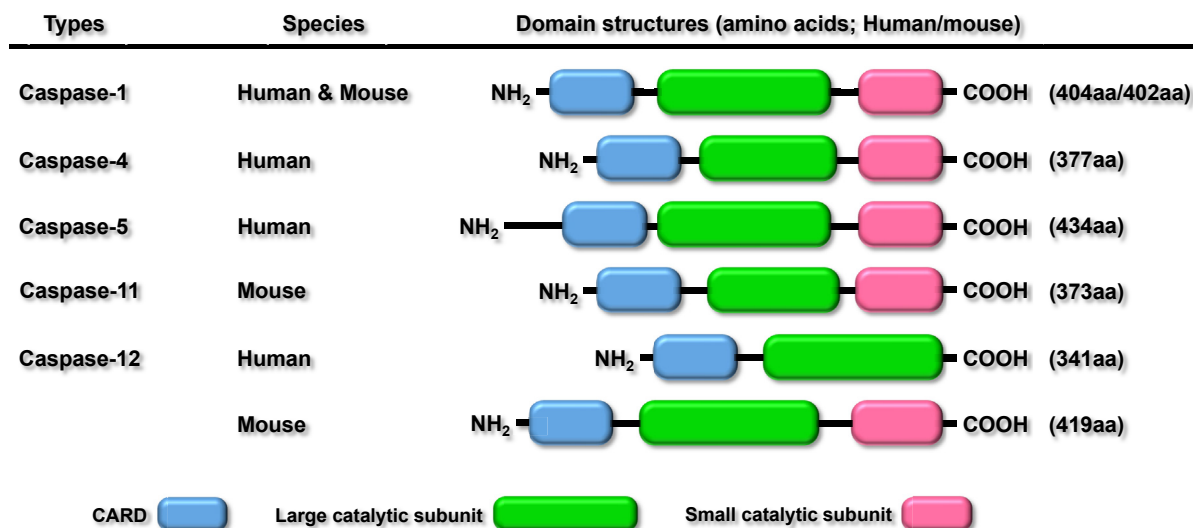 Types Species Domain structures (amino acids; Human/mouse)
Caspase-1 Human & Mouse NH2 COOH (404aa/402aa)
Caspase-4 Human NH2 COOH (377aa)
Caspase-5 Human NH2 COOH (434aa)
Caspase-11 Mouse NH2 COOH (373aa)
Caspase-12 Human NH2 COOH (341aa)
Mouse NH2 COOH (419aa)
CARD Large catalytic subunit Small catalytic subunit